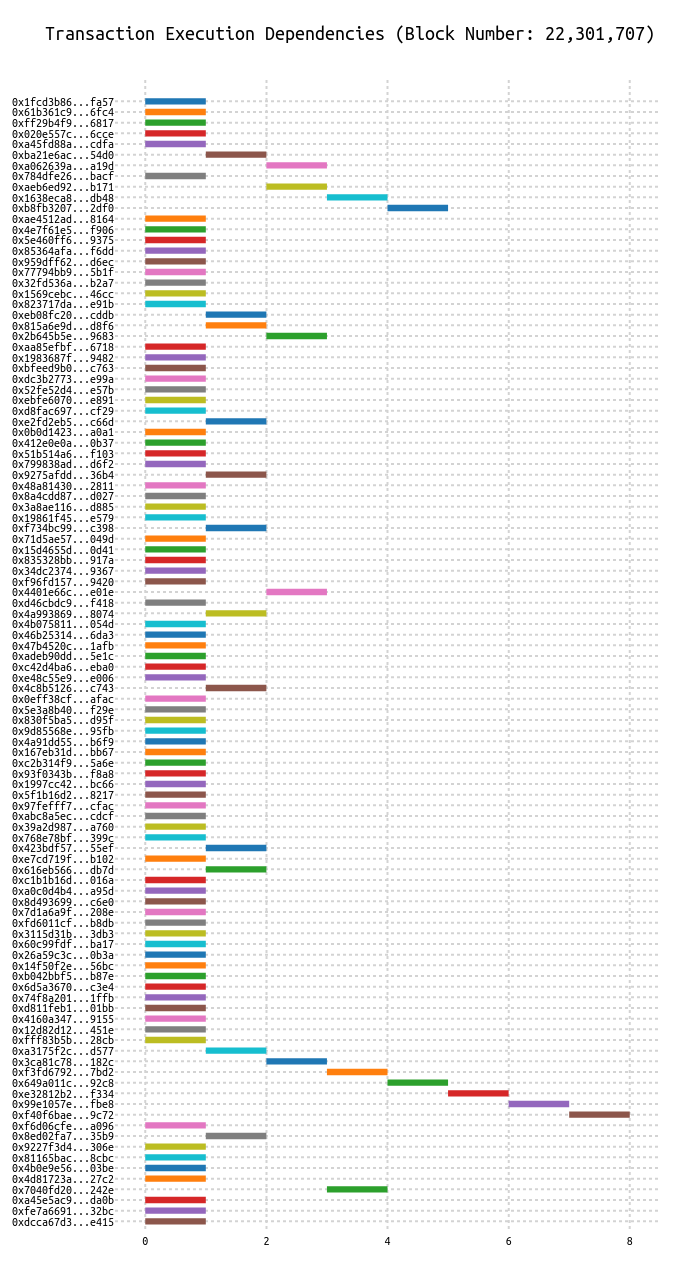 Transaction Execution Dependencies (Block Number: 22,301,707)
0x1fcd3b86...fa57
0x61b361c9...6fc4
0xff29b4f9...6817
0x020e557c...6cce
0xa45fd88a...cdfa
0xba21e6ac...54d0
0xa062639a...a19d
0x784dfe26...bacf
0xaeb6ed92...b171
0x1638eca8...db48
0xb8fb3207...2df0
0xae4512ad...8164
0x4e7f61e5...f906
0x5e460ff6...9375
0x85364afa...f6dd
0x959dff62...d6ec
0x77794bb9...5b1f
0x32fd536a...b2a7
0x1569cebc...46cc
0x823717da...e91b
0xeb08fc20...cddb
0x815a6e9d...d8f6
0x2b645b5e...9683
0xaa85efbf...6718
0x1983687f...9482
0xbfeed9b0...c763
0xdc3b2773...e99a
0x52fe52d4...e57b
0xebfe6070...e891
0xd8fac697...cf29
0xe2fd2eb5...c66d
0x0b0d1423...a0a1
0x412e0e0a...0b37
0x51b514a6...f103
0x799838ad...d6f2
0x9275afdd...36b4
0x48a81430...2811
0x8a4cdd87...d027
0x3a8ae116...d885
0x19861f45...e579
0xf734bc99...c398
0x71d5ae57...049d
0x15d4655d...0d41
0x835328bb...917a
0x34dc2374...9367
0xf96fd157...9420
0x4401e66c...e01e
0xd46cbdc9...f418
0x4a993869...8074
0x4b075811...054d
0x46b25314...6da3
0x47b4520c...1afb
0xadeb90dd...5e1c
0xc42d4ba6...eba0
0xe48c55e9...e006
0x4c8b5126...c743
0x0eff38cf...afac
0x5e3a8b40...f29e
0x830f5ba5...d95f
0x9d85568e...95fb
0x4a91dd55...b6f9
0x167eb31d...bb67
0xc2b314f9...5a6e
0x93f0343b...f8a8
0x1997cc42...bc66
0x5f1b16d2...8217
0x97fefff7...cfac
0xabc8a5ec...cdcf
0x39a2d987...a760
0x768e78bf...399c
0x423bdf57...55ef
0xe7cd719f...b102
0x616eb566...db7d
0xc1b1b16d...016a
0xa0c0d4b4...a95d
0x8d493699...c6e0
0x7d1a6a9f...208e
0xfd6011cf...b8db
0x3115d31b...3db3
0x60c99fdf...ba17
0x26a59c3c...0b3a
0x14f50f2e...56bc
0xb042bbf5...b87e
0x6d5a3670...c3e4
0x74f8a201...1ffb
0xd811feb1...01bb
0x4160a347...9155
0x12d82d12...451e
0xfff83b5b...28cb
0xa3175f2c...d577
0x3ca81c78...182c
0xf3fd6792...7bd2
0x649a011c...92c8
0xe32812b2...f334
0x99e1057e...fbe8
0xf40f6bae...9c72
0xf6d06cfe...a096
0x8ed02fa7...35b9
0x9227f3d4...306e
0x81165bac...8cbc
0x4b0e9e56...03be
0x4d81723a...27c2
0x7040fd20...242e
0xa45e5ac9...da0b
0xfe7a6691...32bc
0xdcca67d3...e415
0 2 4 6 8